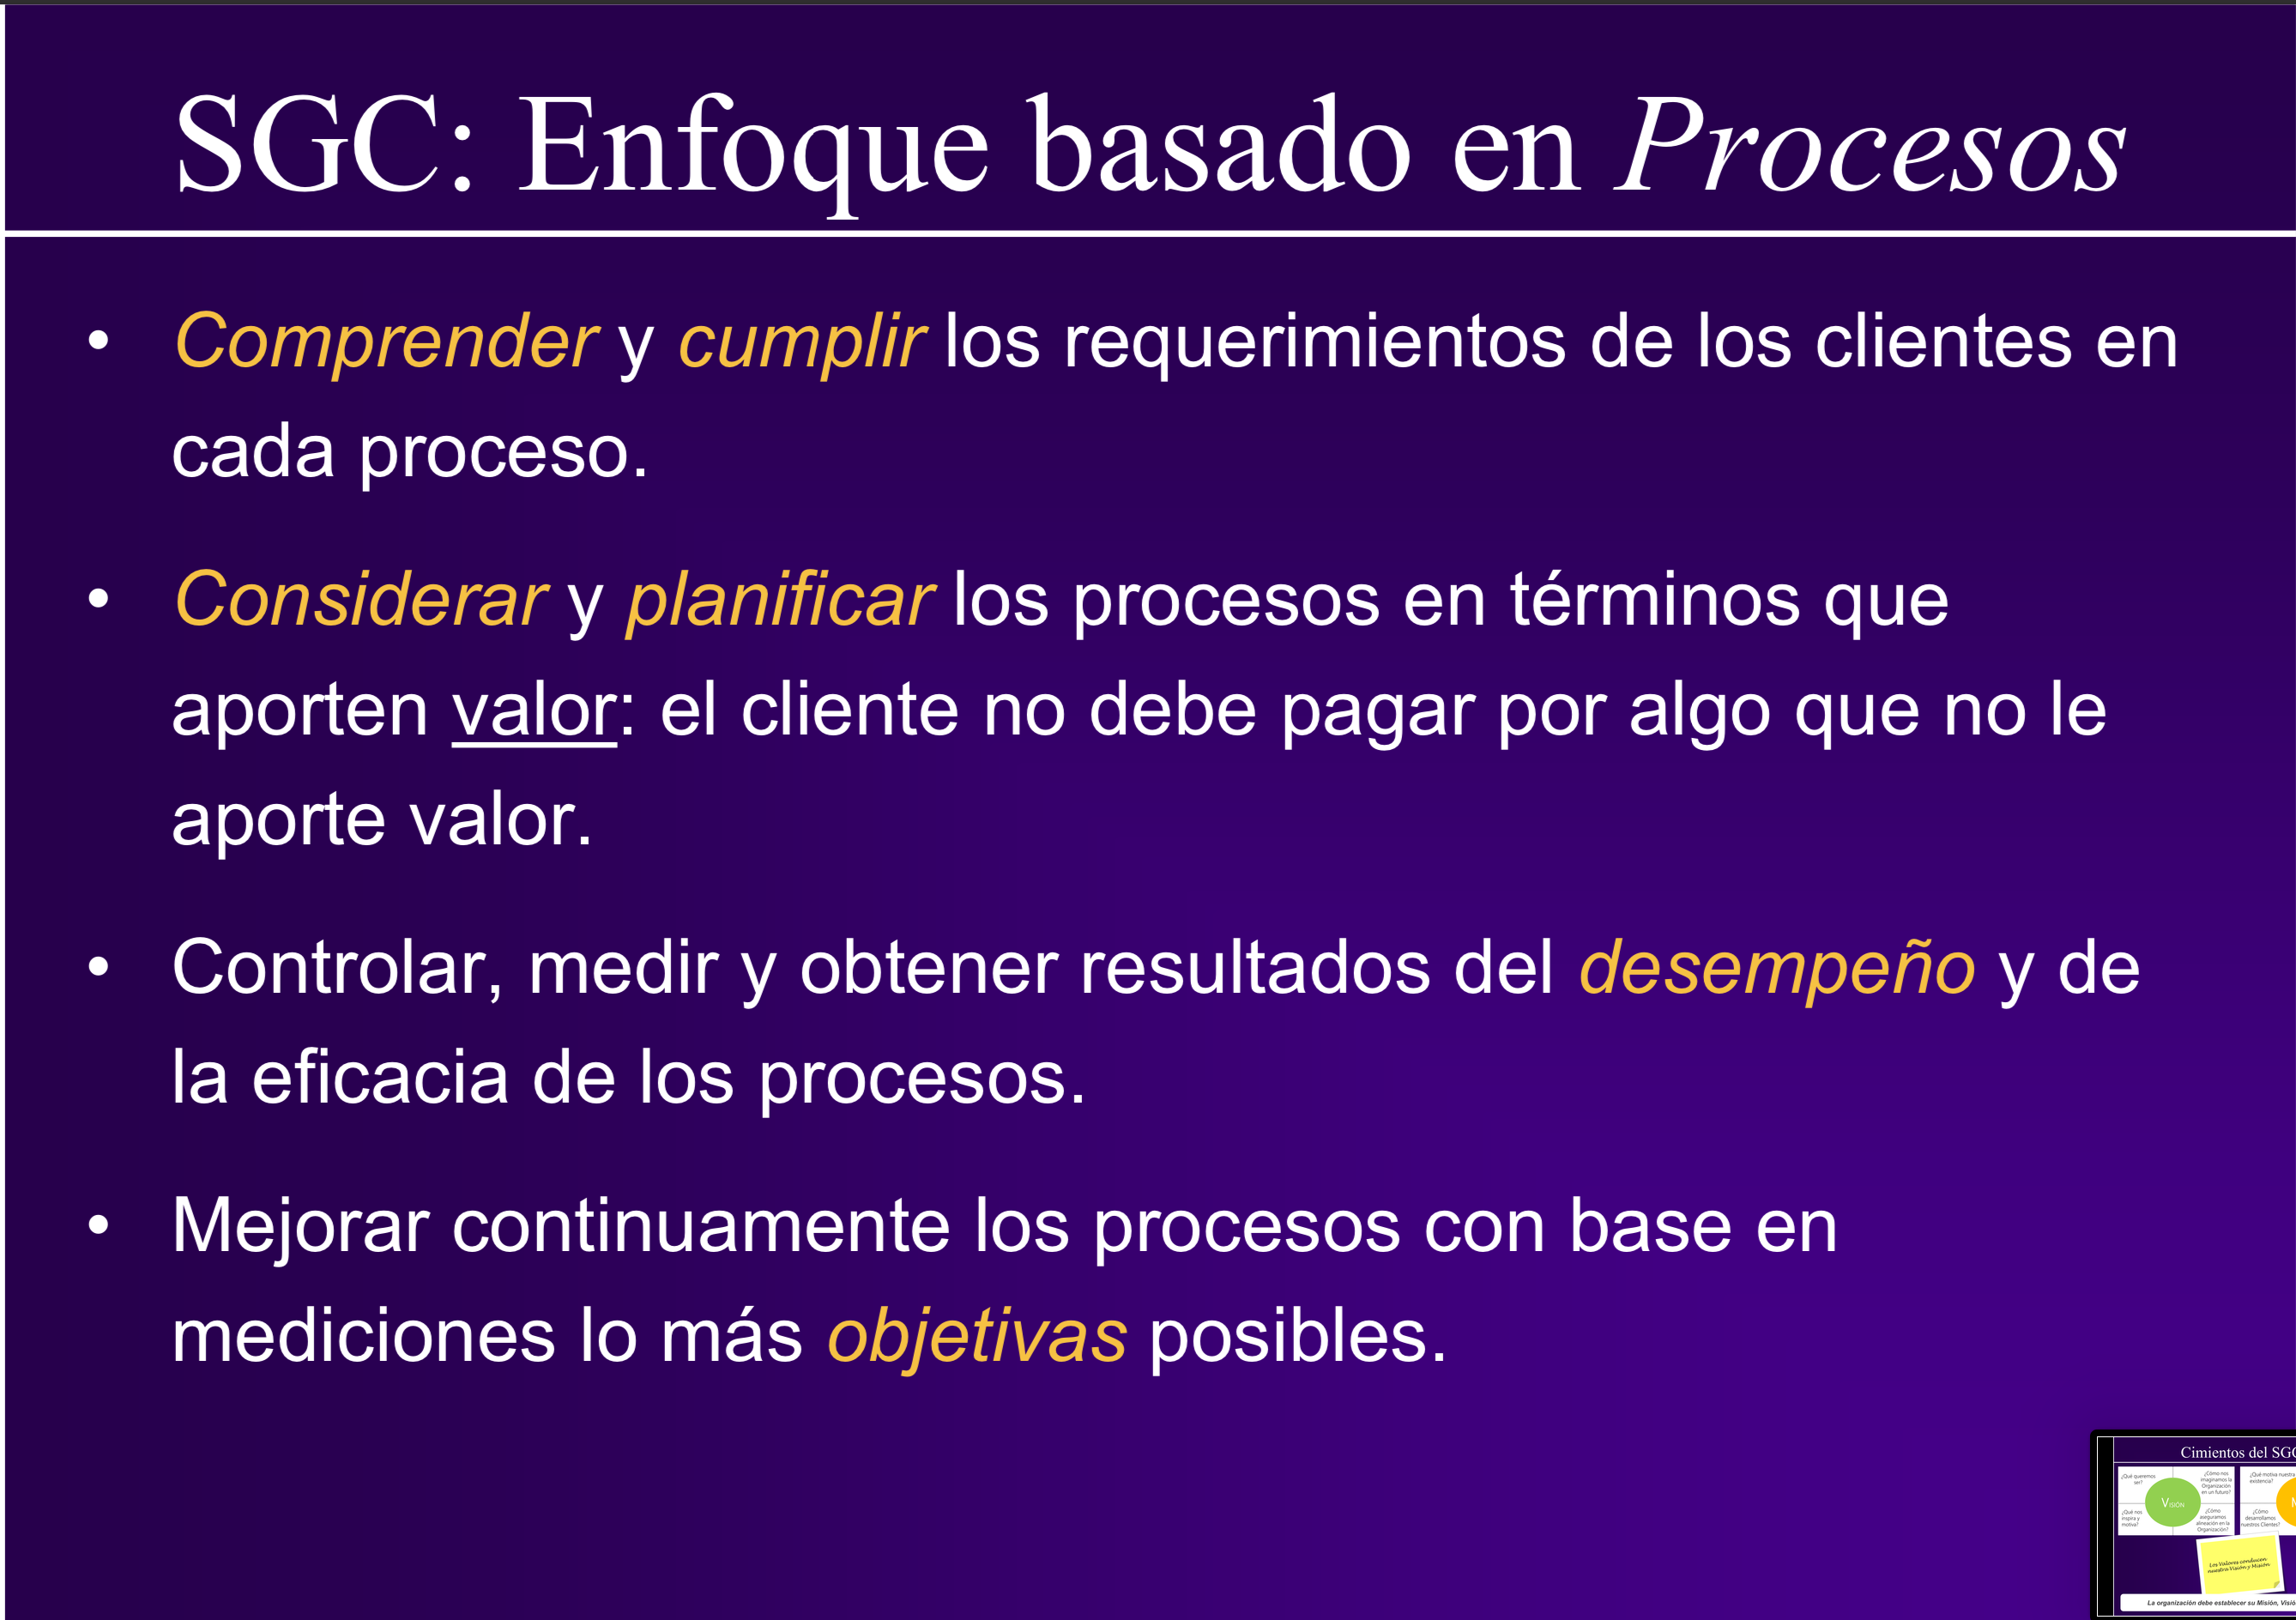 SGC: Enfoque basado en Procesos
• Comprender y cumplir los requerimientos de los clientes en
cada proceso.
• Considerar y planificar los procesos en términos que
aporten valor: el cliente no debe pagar por algo que no le
aporte valor.
• Controlar, medir y obtener resultados del desempeño y de
la eficacia de los procesos.
• Mejorar continuamente los procesos con base en
mediciones lo más objetivas posibles.
Cimientos del SGC
¿Qué queremos
ser?
¿Cómo nos
imaginamos la
Organización
en un futuro?
VISIÓN
¿Qué nos
inspira y
motiva?
¿Cómo
aseguramos
alineación en la
Organización?
¿Qué motiva nuestra
existencia?
¿Cómo
desarrollamos
nuestros Clientes?
Los Valores conducen
nuestra Visión y Misión
La organización debe establecer su Misión,